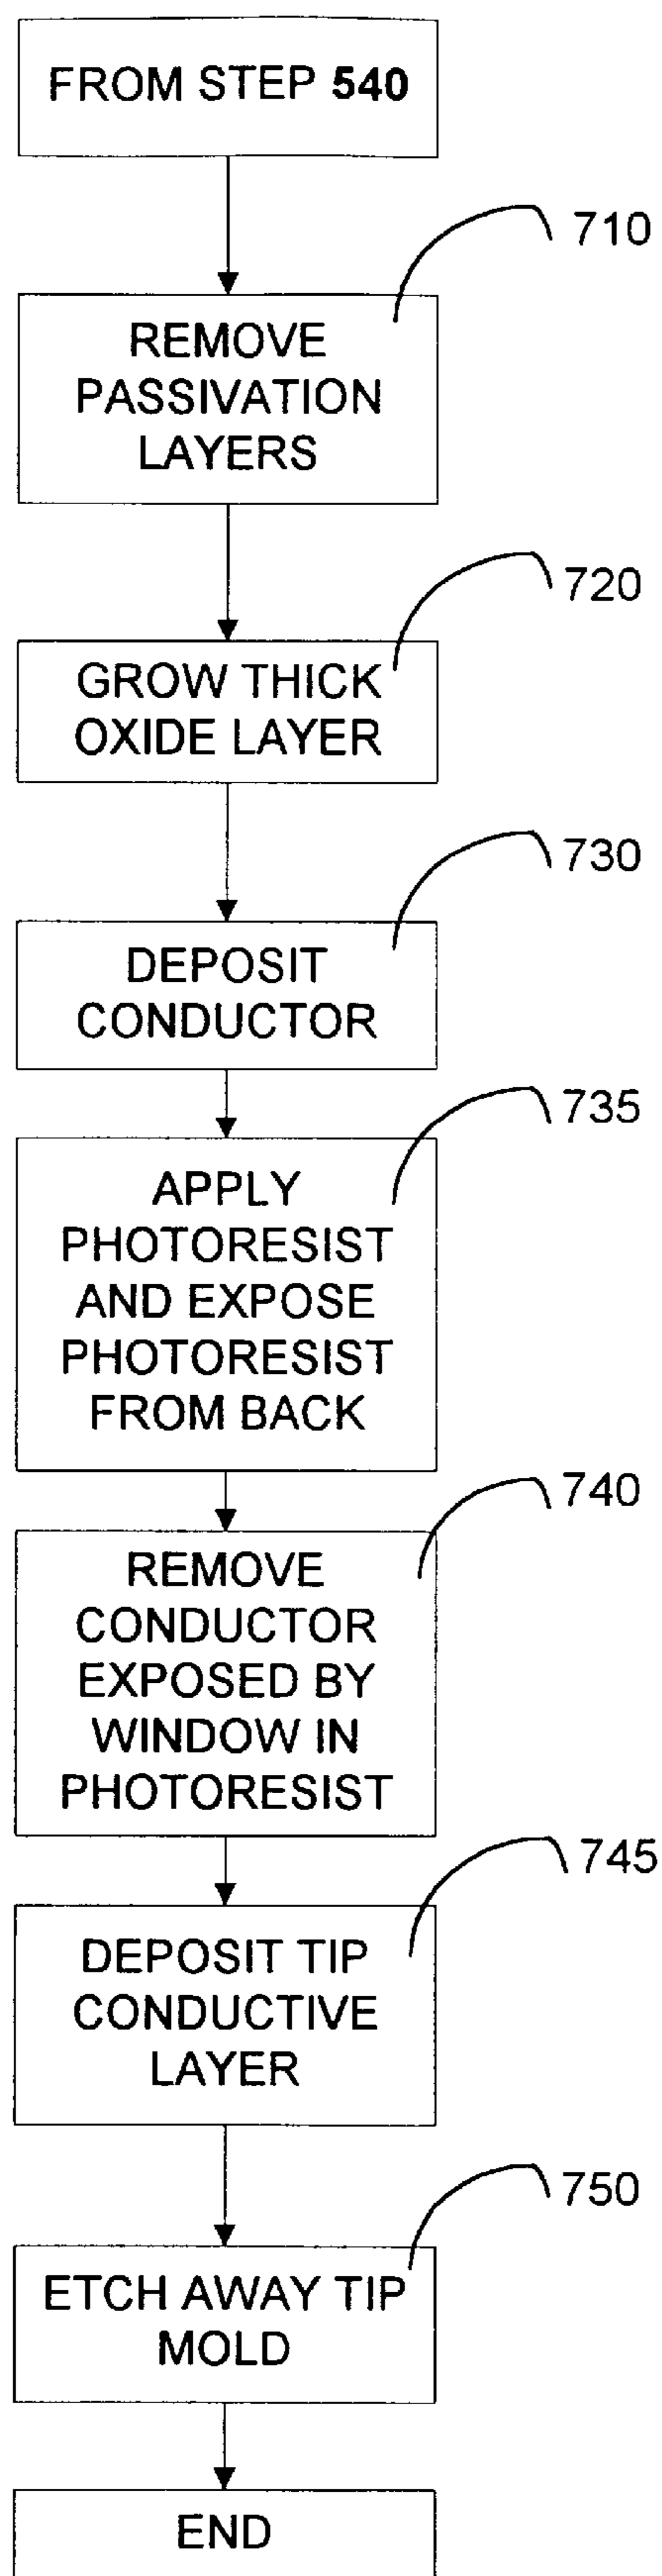 FROM STEP 540
710
REMOVE
PASSIVATION
LAYERS
720
GROW THICK
OXIDE LAYER
730
DEPOSIT
CONDUCTOR
735
APPLY
PHOTORESIST
AND EXPOSE
PHOTORESIST
FROM BACK
740
REMOVE
CONDUCTOR
EXPOSED BY
WINDOW IN
PHOTORESIST
745
DEPOSIT TIP
CONDUCTIVE
LAYER
750
ETCH AWAY TIP
MOLD
END